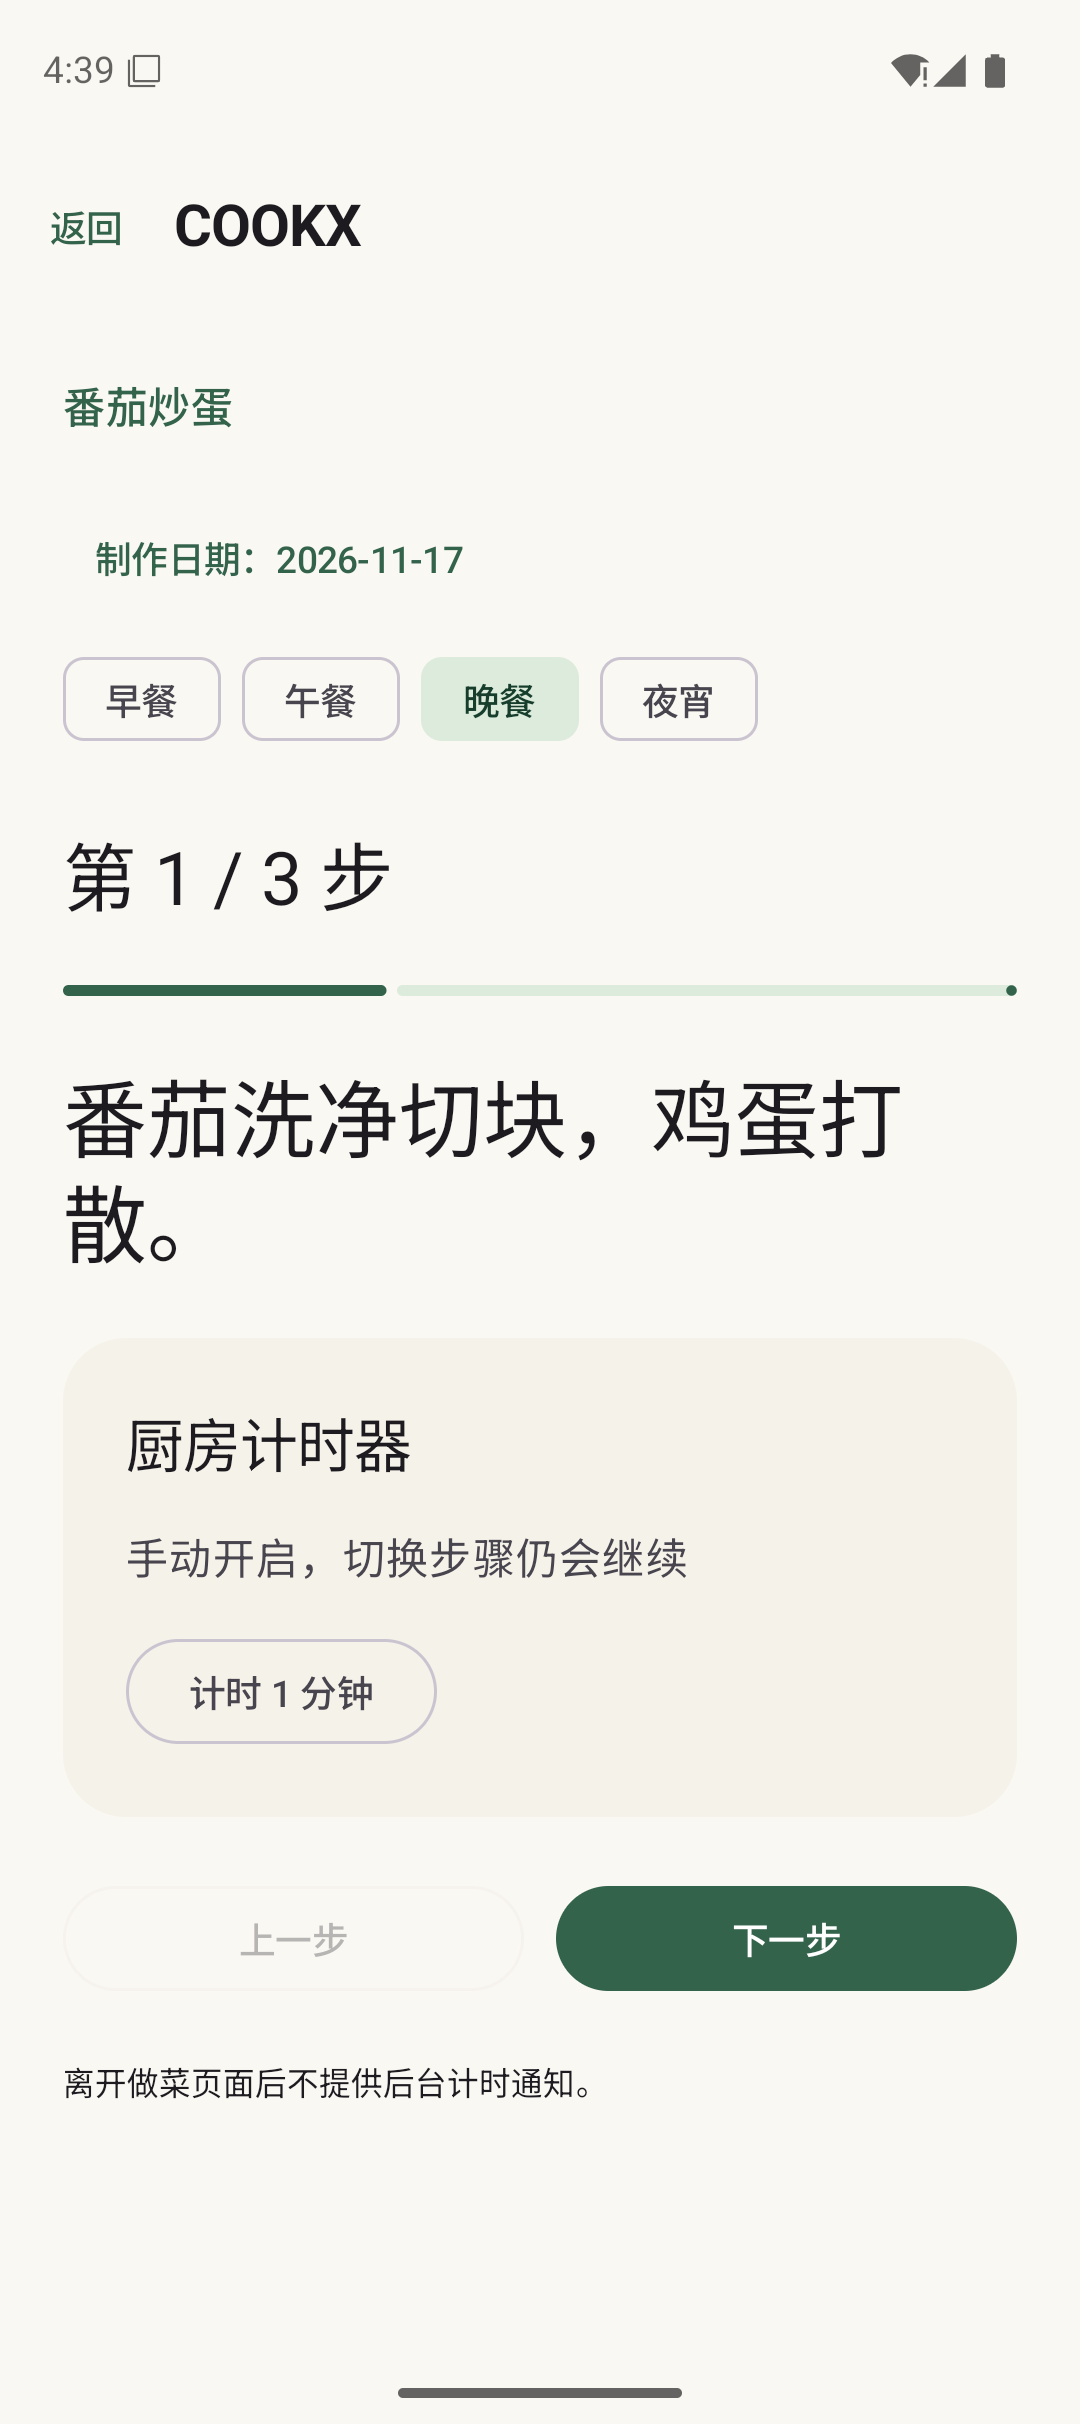 4:39
返回 COOKX
番茄炒蛋
制作日期：2026-11-17
早餐 午餐 晚餐 夜宵
第 1 / 3 步
番茄洗净切块，鸡蛋打
散。
厨房计时器
手动开启，切换步骤仍会继续
计时 1 分钟
上一步 下一步
离开做菜页面后不提供后台计时通知。